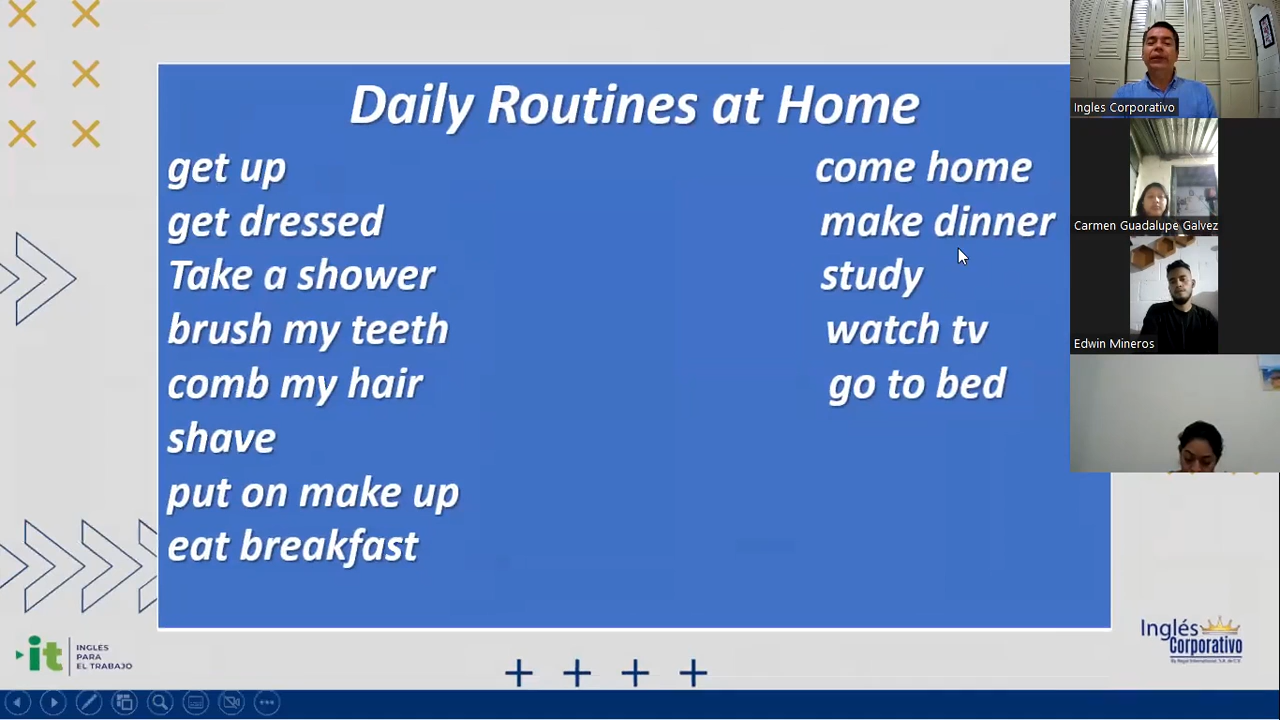 Daily Routines at Home
get up
get dressed
Take a shower
brush my teeth
comb my hair
shave
put on make up
eat breakfast
come home
make dinner
study
watch tv
go to bed
Ingles Corporativo
Carmen Guadalupe Galvez
Edwin Mineros
it
INGLES
PARA
EL TRABAJO
Inglés
Corporativo